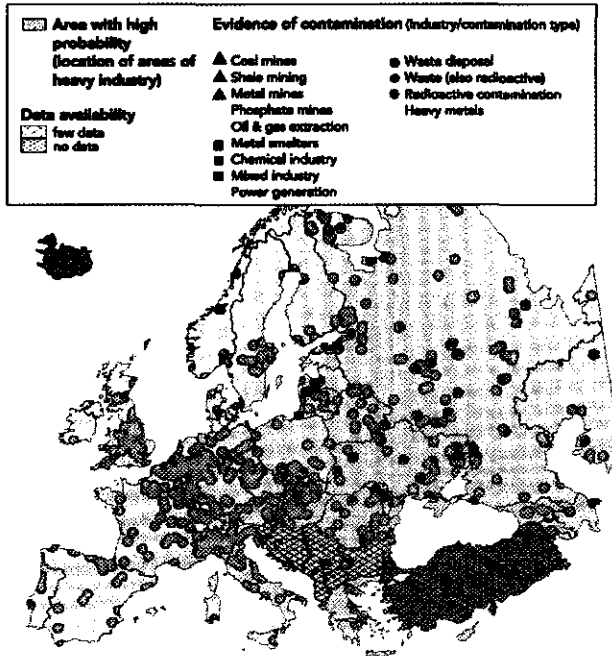 Area with high
probability
(location of areas of
heavy industry)
Data availability
few data
no data
Evidence of contamination (industry/contamination type)
Coal mines
Shale mining
Metal mines
Phosphate mines
Oil & gas extraction
Metal smelters
Chemical industry
Mixed industry
Power generation
Waste disposal
Waste (also radioactive)
Radioactive contamination
Heavy metals